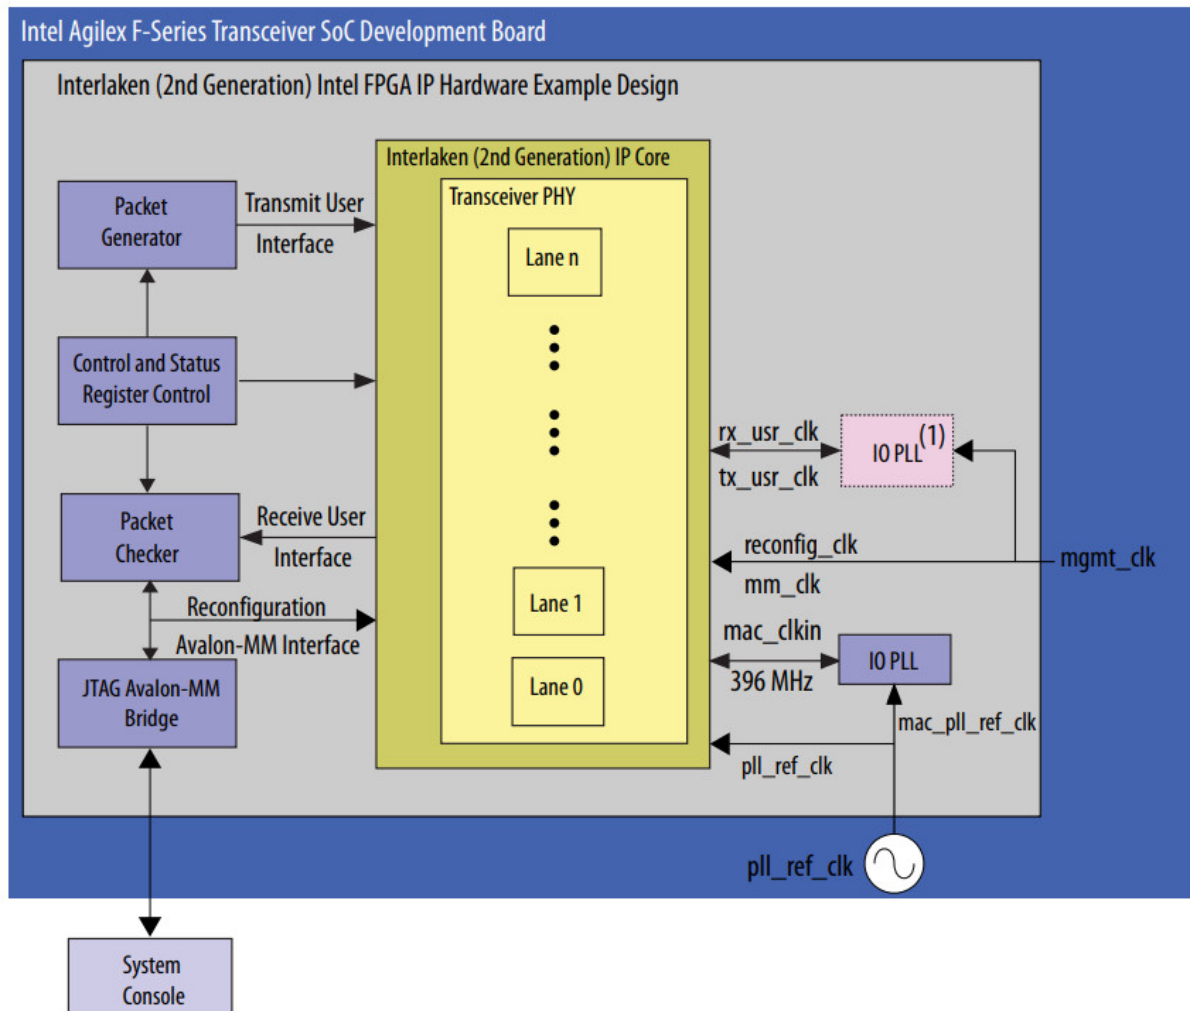 Intel Agilex F-Series Transceiver SoC Development Board
Interlaken (2nd Generation) Intel FPGA IP Hardware Example Design
Interlaken (2nd Generation) IP Core
Transceiver PHY
Packet
Generator
Transmit User
Interface
Lane n
Control and Status
Register Control
rx_usr_clk
tx_usr_clk
IO PLL (1)
Packet
Checker
Receive User
Interface
reconfig_clk
mm_clk
mgmt_clk
Reconfiguration
Avalon-MM Interface
Lane 1
mac_clkin
396 MHz
IO PLL
JTAG Avalon-MM
Bridge
Lane 0
mac_pll_ref_clk
pll_ref_clk
pll_ref_clk
System
Console